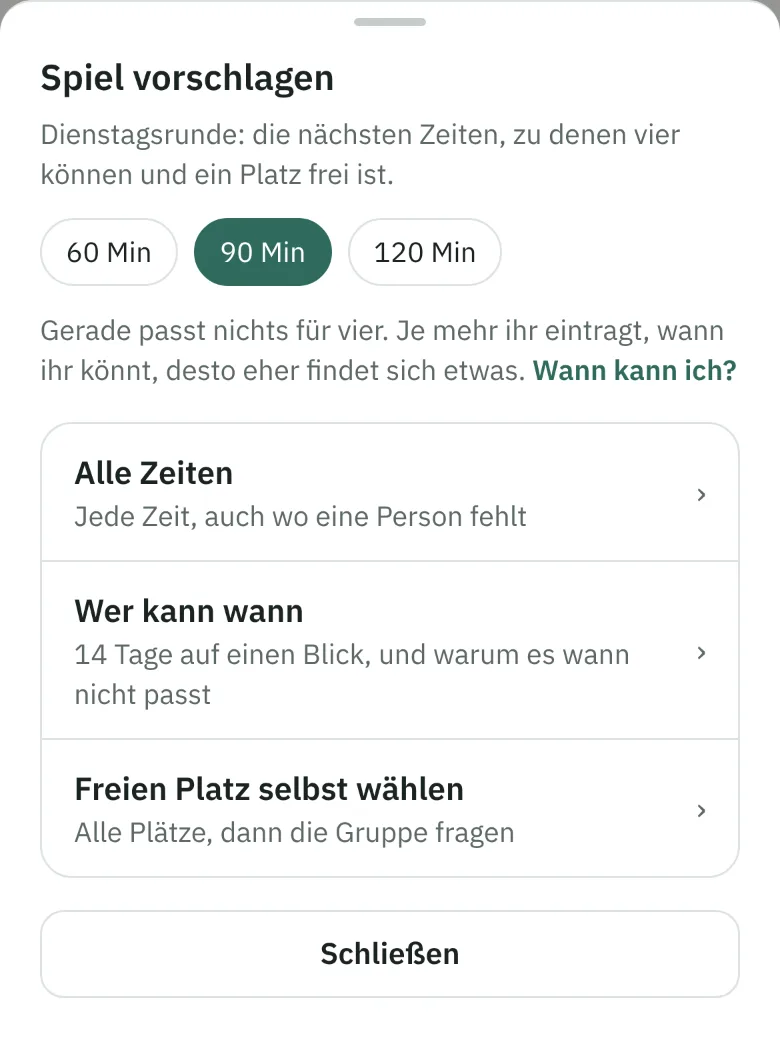 Spiel vorschlagen
Dienstagsrunde: die nächsten Zeiten, zu denen vier
können und ein Platz frei ist.
60 Min
90 Min
120 Min
Gerade passt nichts für vier. Je mehr ihr eintragt, wann
ihr könnt, desto eher findet sich etwas. Wann kann ich?
Alle Zeiten
Jede Zeit, auch wo eine Person fehlt
Wer kann wann
14 Tage auf einen Blick, und warum es wann
nicht passt
Freien Platz selbst wählen
Alle Plätze, dann die Gruppe fragen
Schließen